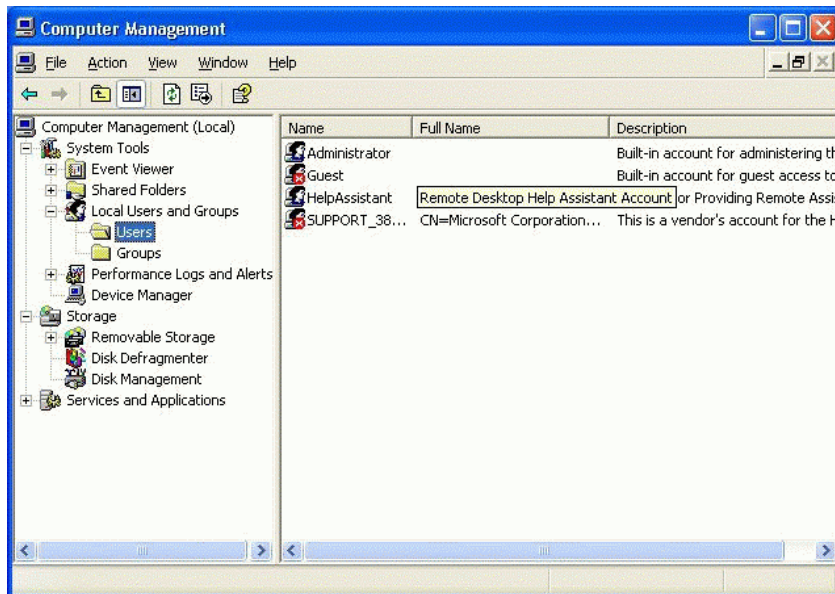 Computer Management
File Action View Window Help
Computer Management (Local)
System Tools
Event Viewer
Shared Folders
Local Users and Groups
Users
Groups
Performance Logs and Alerts
Device Manager
Storage
Removable Storage
Disk Defragmenter
Disk Management
Services and Applications
Name Full Name Description
Administrator Built-in account for administering th
Guest Built-in account for guest access to
HelpAssistant Remote Desktop Help Assistant Account or Providing Remote Assis
SUPPORT_38... CN=Microsoft Corporation... This is a vendor's account for the H